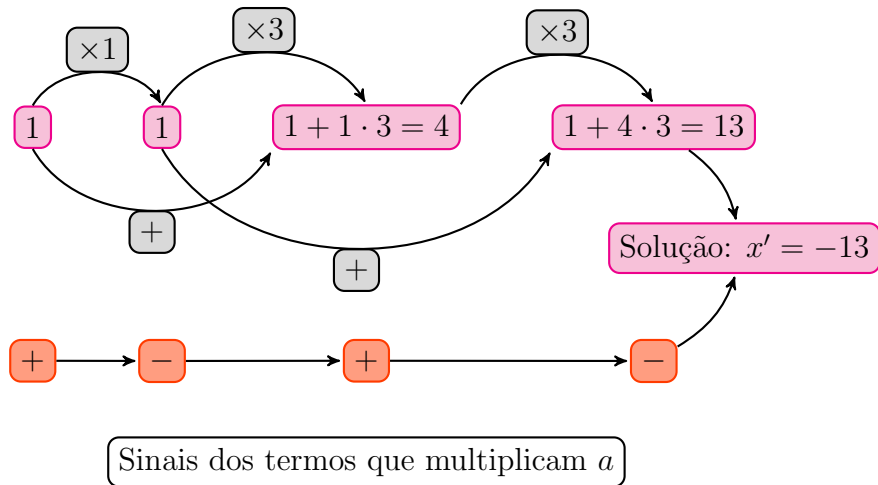 ×1
×3
×3
1
1
1 + 1 · 3 = 4
1 + 4 · 3 = 13
+
+
Solução: x′ = −13
+
−
+
−
Sinais dos termos que multiplicam a